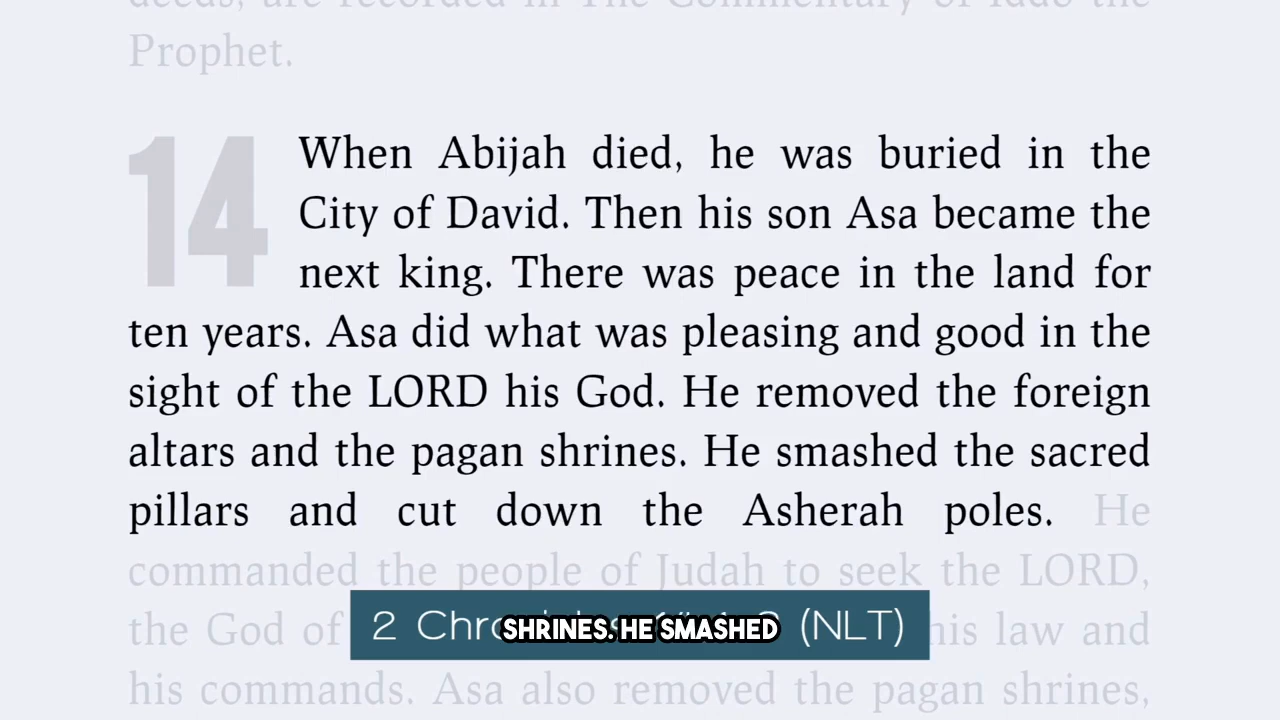 deeds, are recorded in The Commentary of Iddo the
Prophet.
14
When Abijah died, he was buried in the
City of David. Then his son Asa became the
next king. There was peace in the land for
ten years. Asa did what was pleasing and good in the
sight of the LORD his God. He removed the foreign
altars and the pagan shrines. He smashed the sacred
pillars and cut down the Asherah poles. He
commanded the people of Judah to seek the LORD,
the God of his law and
2 (NLT)
SHRINES. HE SMASHED
his commands. Asa also removed the pagan shrines,